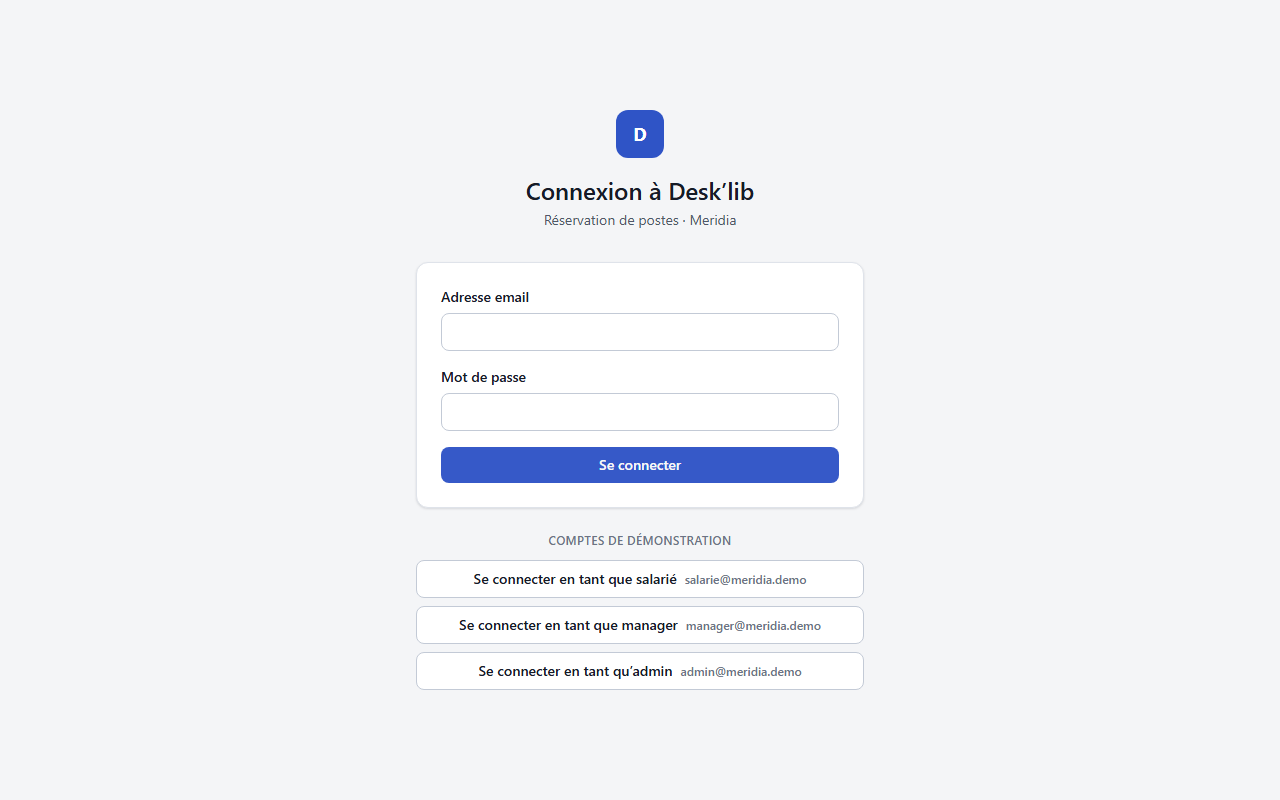 D
Connexion à Desk’lib
Réservation de postes · Meridia
Adresse email
Mot de passe
Se connecter
COMPTES DE DÉMONSTRATION
Se connecter en tant que salarié salarie@meridia.demo
Se connecter en tant que manager manager@meridia.demo
Se connecter en tant qu’admin admin@meridia.demo